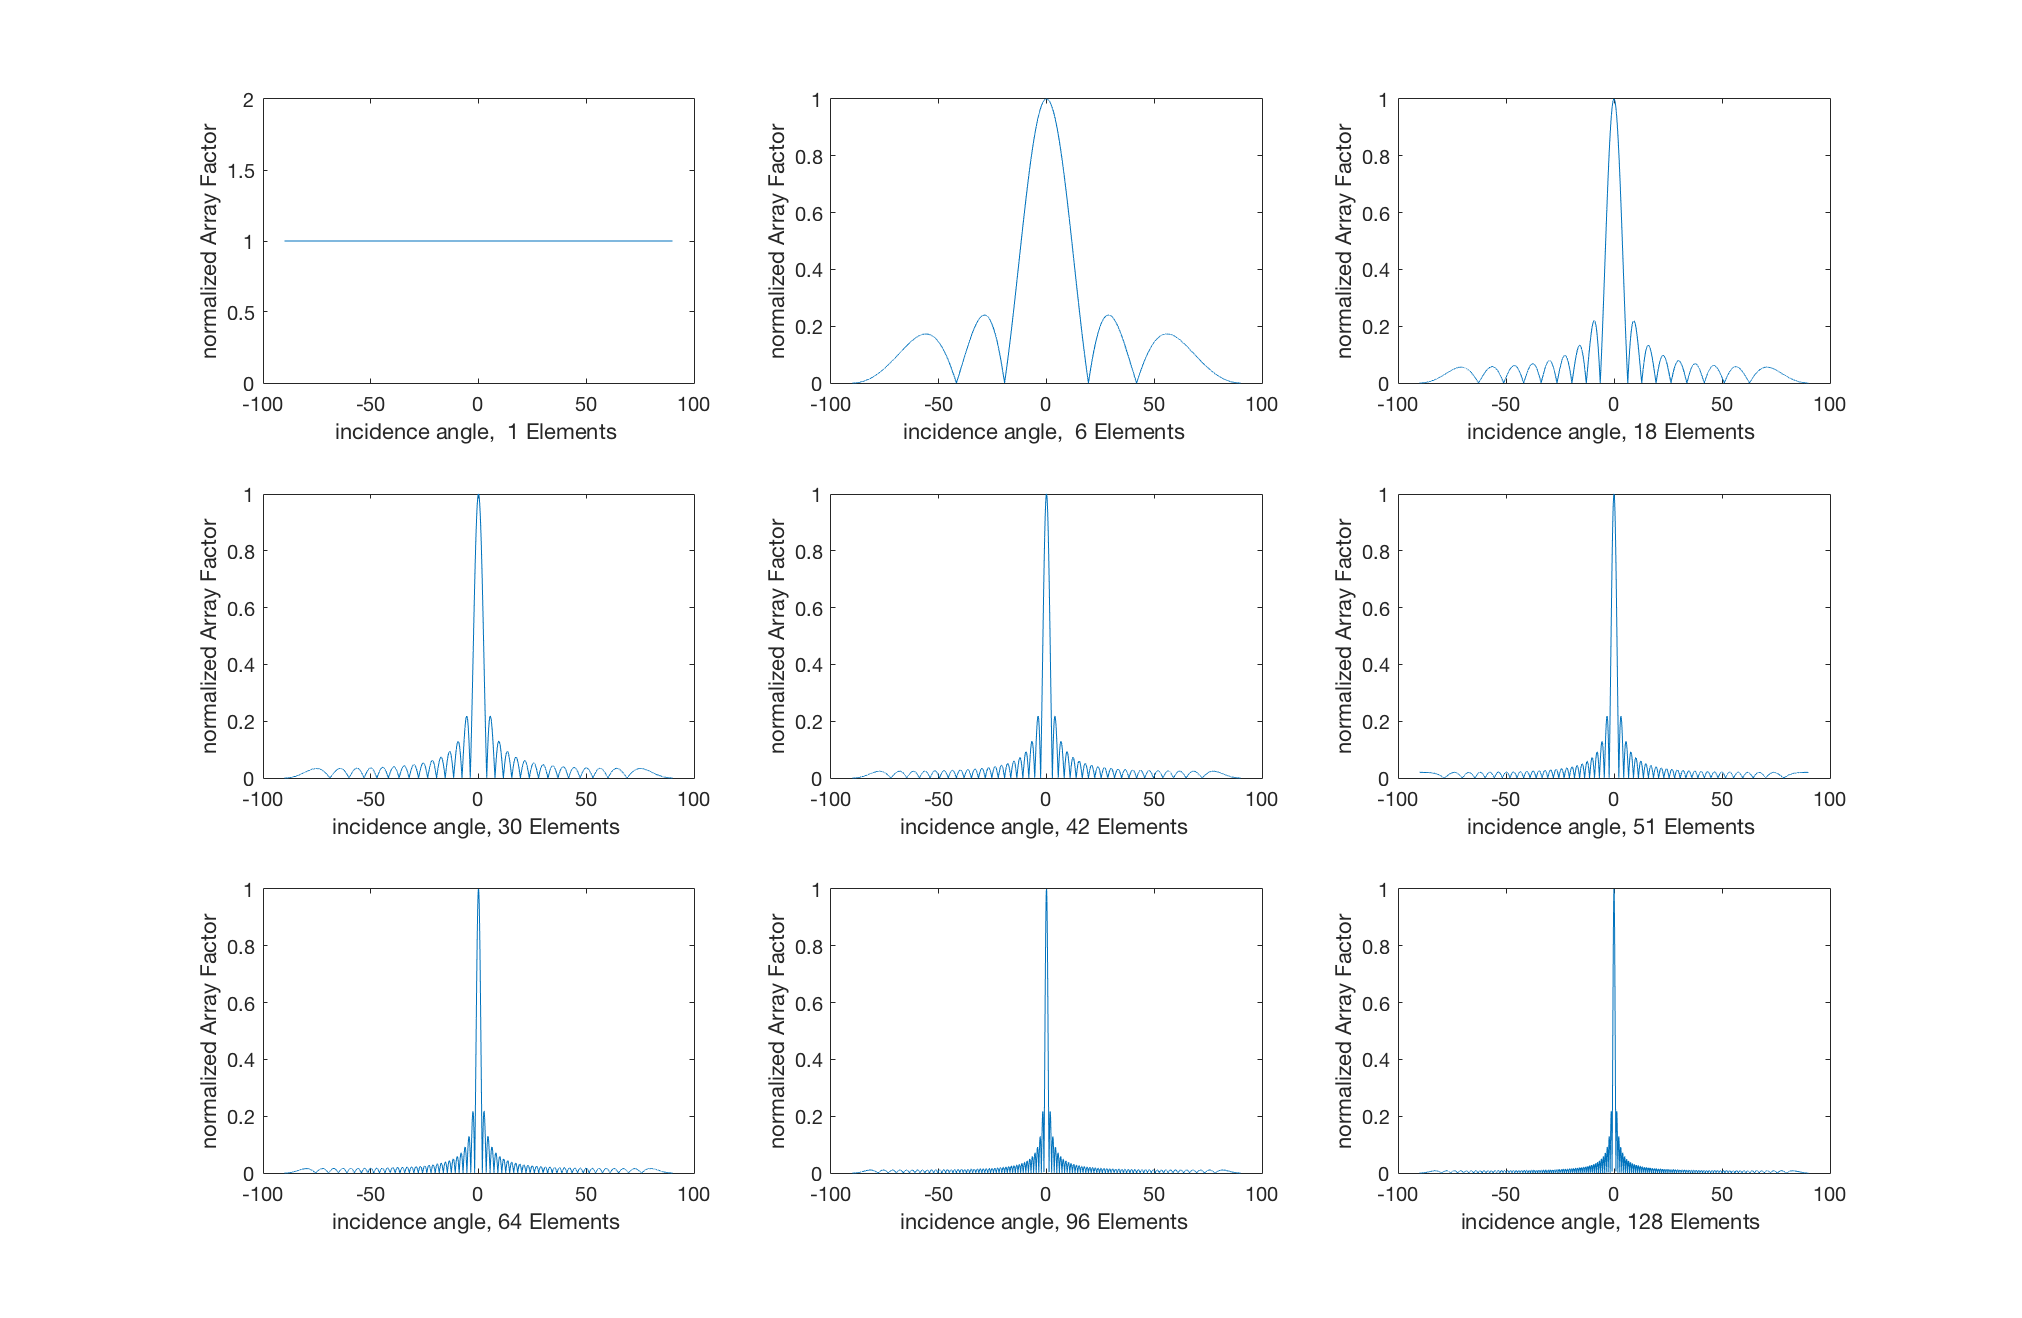 2
1.5
1
0.5
0
normalized Array Factor
-100 -50 0 50 100
incidence angle,  1 Elements
1
0.8
0.6
0.4
0.2
0
normalized Array Factor
-100 -50 0 50 100
incidence angle,  6 Elements
1
0.8
0.6
0.4
0.2
0
normalized Array Factor
-100 -50 0 50 100
incidence angle, 18 Elements
1
0.8
0.6
0.4
0.2
0
normalized Array Factor
-100 -50 0 50 100
incidence angle, 30 Elements
1
0.8
0.6
0.4
0.2
0
normalized Array Factor
-100 -50 0 50 100
incidence angle, 42 Elements
1
0.8
0.6
0.4
0.2
0
normalized Array Factor
-100 -50 0 50 100
incidence angle, 51 Elements
1
0.8
0.6
0.4
0.2
0
normalized Array Factor
-100 -50 0 50 100
incidence angle, 64 Elements
1
0.8
0.6
0.4
0.2
0
normalized Array Factor
-100 -50 0 50 100
incidence angle, 96 Elements
1
0.8
0.6
0.4
0.2
0
normalized Array Factor
-100 -50 0 50 100
incidence angle, 128 Elements